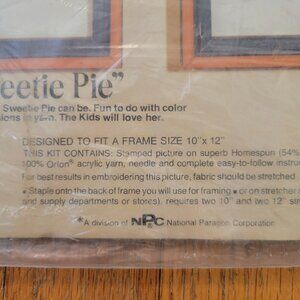 eetie Pie"
Sweetie Pie can be. Fun to do with color
ions in yarn. The Kids will love her.
DESIGNED TO FIT A FRAME SIZE 10" x 12"
THIS KIT CONTAINS: Stamped picture on superb Homespun (54%
100% Orlon® acrylic yarn, needle and complete easy-to-follow instruc
For best results in embroidering this picture, fabric should be stretched
• Staple onto the back of frame you will use for framing • or on stretcher
and supply departments or stores). requires two 10" and two 12" str
*A division of NPC National Paragon Corporation